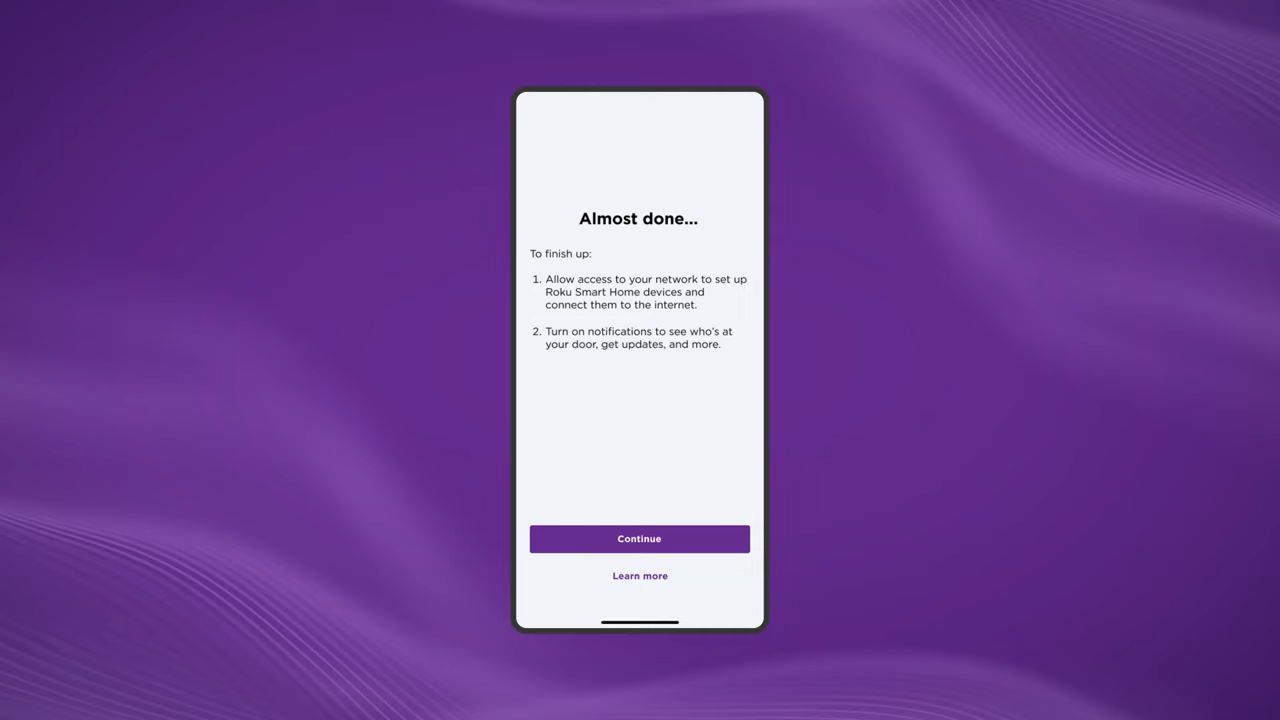 Almost done...
To finish up:
1. Allow access to your network to set up
Roku Smart Home devices and
connect them to the internet.
2. Turn on notifications to see who's at
your door, get updates, and more.
Continue
Learn more